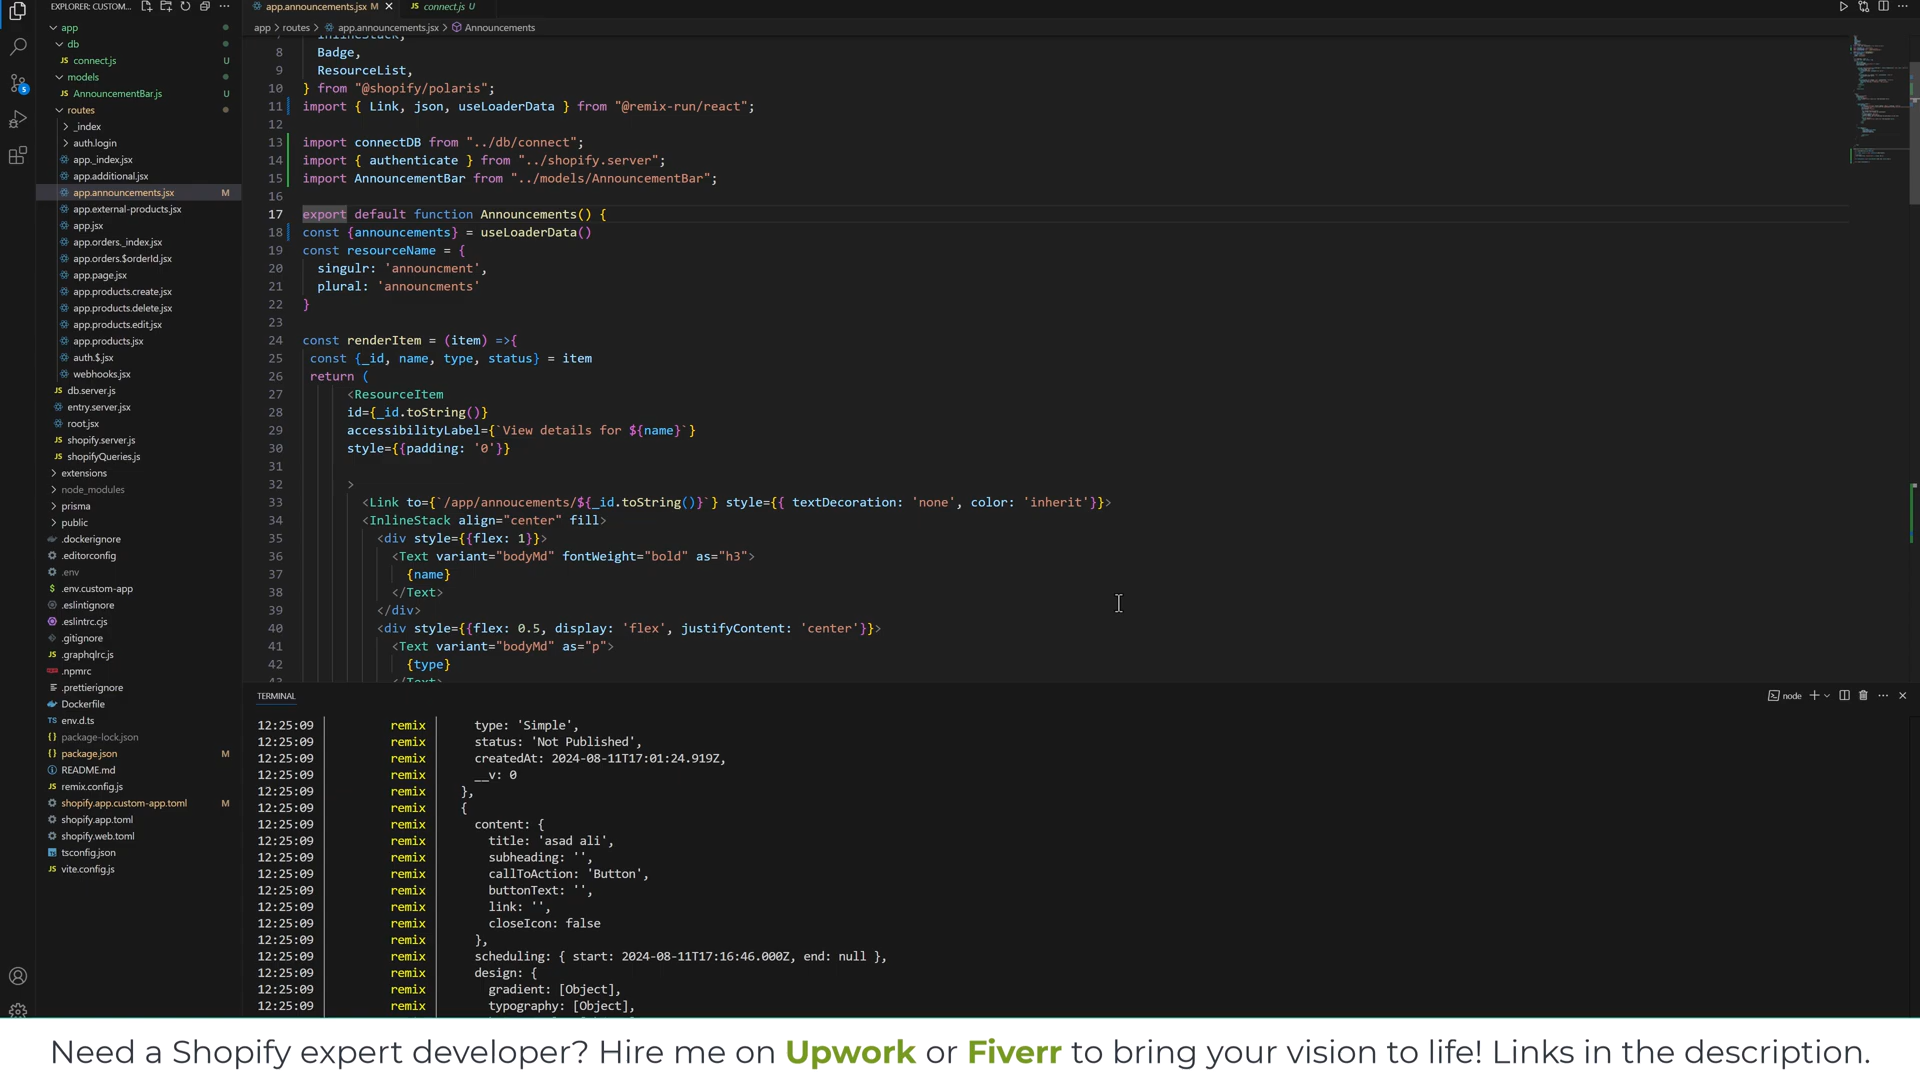 EXPLORER: CUSTOM...
app
db
connect.js U
models
AnnouncementBar.js U
routes
_index
auth.login
app._index.jsx
app.additional.jsx
app.announcements.jsx M
app.external-products.jsx
app.jsx
app.orders._index.jsx
app.orders.$orderId.jsx
app.page.jsx
app.products.create.jsx
app.products.delete.jsx
app.products.edit.jsx
app.products.jsx
auth.$.jsx
webhooks.jsx
db.server.js
entry.server.jsx
root.jsx
shopify.server.js
shopifyQueries.js
extensions
node_modules
prisma
public
.dockerignore
.editorconfig
.env
.env.custom-app
.eslintignore
.eslintrc.cjs
.gitignore
.graphqlrc.js
.npmrc
.prettierignore
Dockerfile
env.d.ts
package-lock.json
package.json M
README.md
remix.config.js
shopify.app.custom-app.toml M
shopify.app.toml
shopify.web.toml
tsconfig.json
vite.config.js
5
app.announcements.jsx M
connect.js U
app > routes > app.announcements.jsx > Announcements
InlineStack,
8 Badge,
9 ResourceList,
10 } from "@shopify/polaris";
11 import { Link, json, useLoaderData } from "@remix-run/react";
12
13 import connectDB from "../db/connect";
14 import { authenticate } from "../shopify.server";
15 import AnnouncementBar from "../models/AnnouncementBar";
16
17 export default function Announcements() {
18 const {announcements} = useLoaderData()
19 const resourceName = {
20 singulr: 'announcment',
21 plural: 'announcments'
22 }
23
24 const renderItem = (item) =>{
25 const {_id, name, type, status} = item
26 return (
27 <ResourceItem
28 id={_id.toString()}
29 accessibilityLabel={`View details for ${name}`}
30 style={{padding: '0'}}
31
32 >
33 <Link to={`/app/annoucements/${_id.toString()}`} style={{ textDecoration: 'none', color: 'inherit'}}>
34 <InlineStack align="center" fill>
35 <div style={{flex: 1}}>
36 <Text variant="bodyMd" fontWeight="bold" as="h3">
37 {name}
38 </Text>
39 </div>
40 <div style={{flex: 0.5, display: 'flex', justifyContent: 'center'}}>
41 <Text variant="bodyMd" as="p">
42 {type}
43 </Text>
TERMINAL
node
12:25:09 remix type: 'Simple',
12:25:09 remix status: 'Not Published',
12:25:09 remix createdAt: 2024-08-11T17:01:24.919Z,
12:25:09 remix __v: 0
12:25:09 remix },
12:25:09 remix {
12:25:09 remix content: {
12:25:09 remix title: 'asad ali',
12:25:09 remix subheading: '',
12:25:09 remix callToAction: 'Button',
12:25:09 remix buttonText: '',
12:25:09 remix link: '',
12:25:09 remix closeIcon: false
12:25:09 remix },
12:25:09 remix scheduling: { start: 2024-08-11T17:16:46.000Z, end: null },
12:25:09 remix design: {
12:25:09 remix gradient: [Object],
12:25:09 remix typography: [Object],
Need a Shopify expert developer? Hire me on Upwork or Fiverr to bring your vision to life! Links in the description.